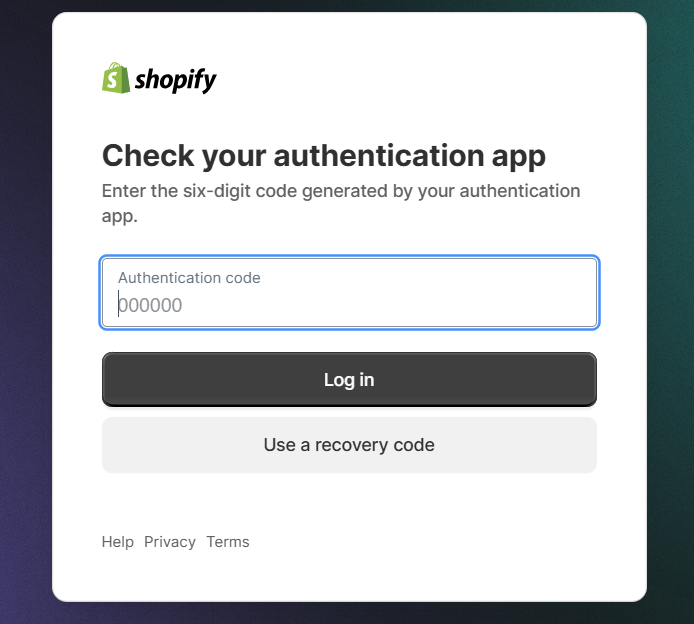 shopify
Check your authentication app
Enter the six-digit code generated by your authentication
app.
Authentication code
000000
Log in
Use a recovery code
Help Privacy Terms